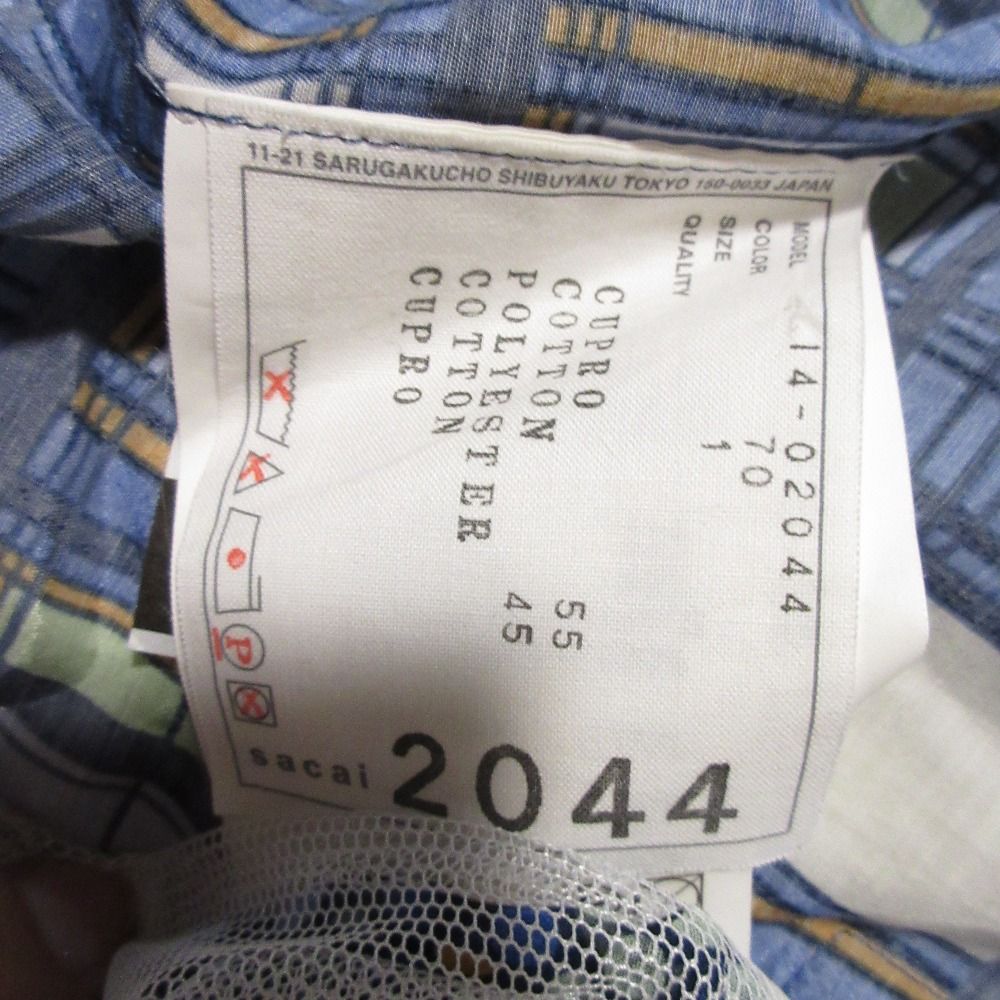 11-21 SARUGAKUCHO SHIBUYAKU TOKYO 150-0033 JAPAN
MODEL 14-02044
COLOR 70
SIZE 1
QUALITY
CUPRO
COTTON 55
POLYESTER 45
COTTON
CUPRO
P
sacai 2044